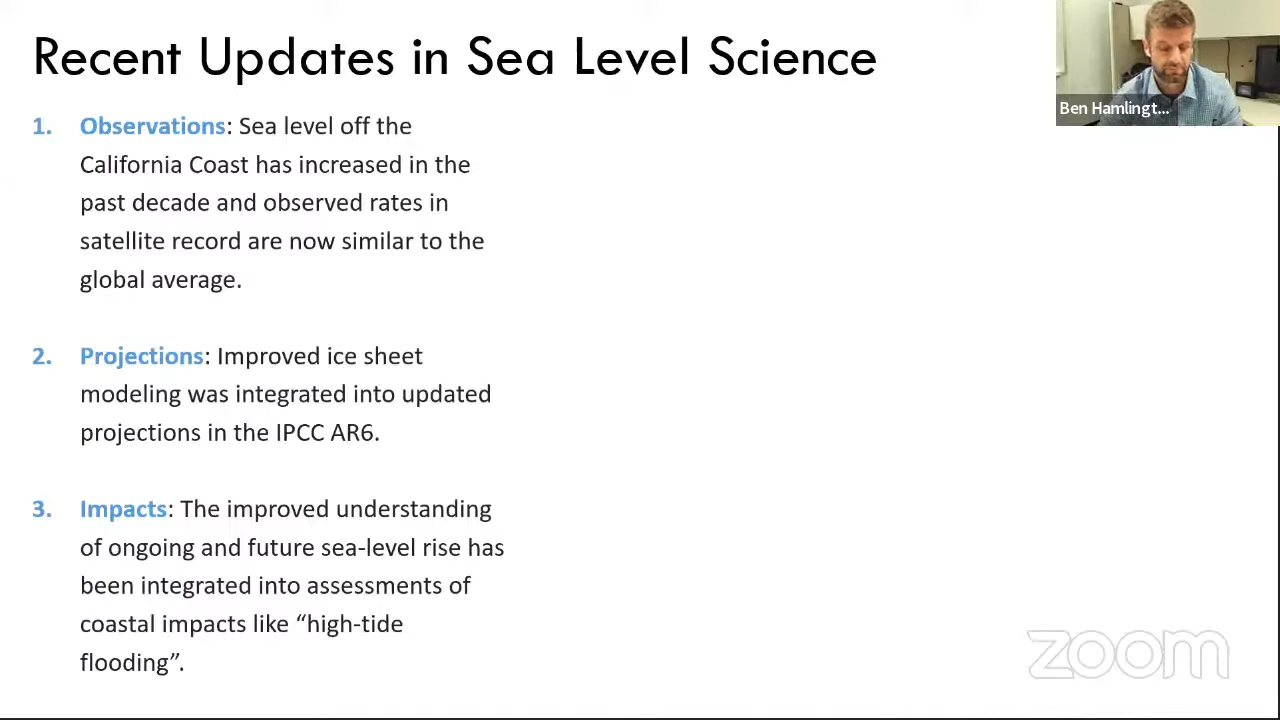 Recent Updates in Sea Level Science
Ben Hamlingt...
1. Observations: Sea level off the
California Coast has increased in the
past decade and observed rates in
satellite record are now similar to the
global average.
2. Projections: Improved ice sheet
modeling was integrated into updated
projections in the IPCC AR6.
3. Impacts: The improved understanding
of ongoing and future sea-level rise has
been integrated into assessments of
coastal impacts like “high-tide
flooding”.
zoom